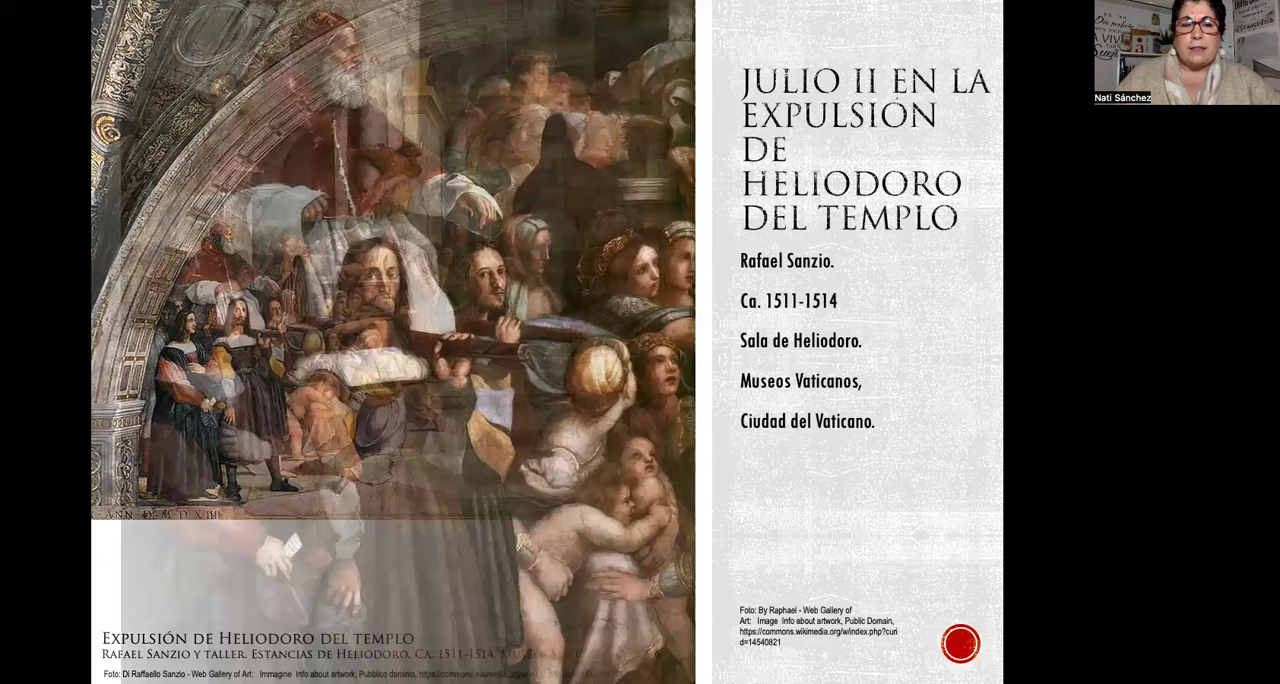 JULIO II EN LA
EXPULSIÓN
DE
HELIODORO
DEL TEMPLO
Rafael Sanzio.
Ca. 1511-1514
Sala de Heliodoro.
Museos Vaticanos,
Ciudad del Vaticano.
Foto: By Raphael - Web Gallery of
Art: Image Info about artwork, Public Domain,
https://commons.wikimedia.org/w/index.php?curi
d=14540821
EXPULSIÓN DE HELIODORO DEL TEMPLO
RAFAEL SANZIO Y TALLER. ESTANCIAS DE HELIODORO. CA. 1511-1514.
Foto: Di Raffaello Sanzio - Web Gallery of Art: Immagine Info about artwork, Pubblico dominio,
Nati Sánchez